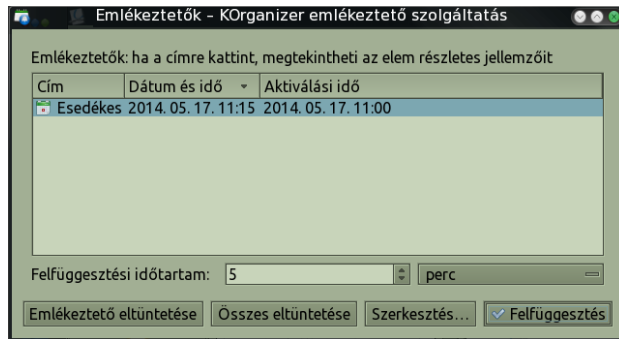 Emlékeztetők – KOrganizer emlékeztető szolgáltatás
Emlékeztetők: ha a címre kattint, megtekintheti az elem részletes jellemzőit
Cím Dátum és idő Aktiválási idő
Esedékes 2014. 05. 17. 11:15 2014. 05. 17. 11:00
Felfüggesztési időtartam: 5 perc
Emlékeztető eltüntetése Összes eltüntetése Szerkesztés... Felfüggesztés